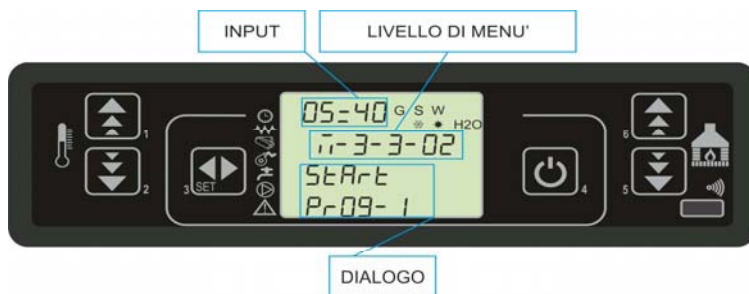 INPUT
LIVELLO DI MENU'
05:40 G S W
H2O
1
6
m-3-3-02
StArt
3 SET
4
2
5
Pr09-1
DIALOGO